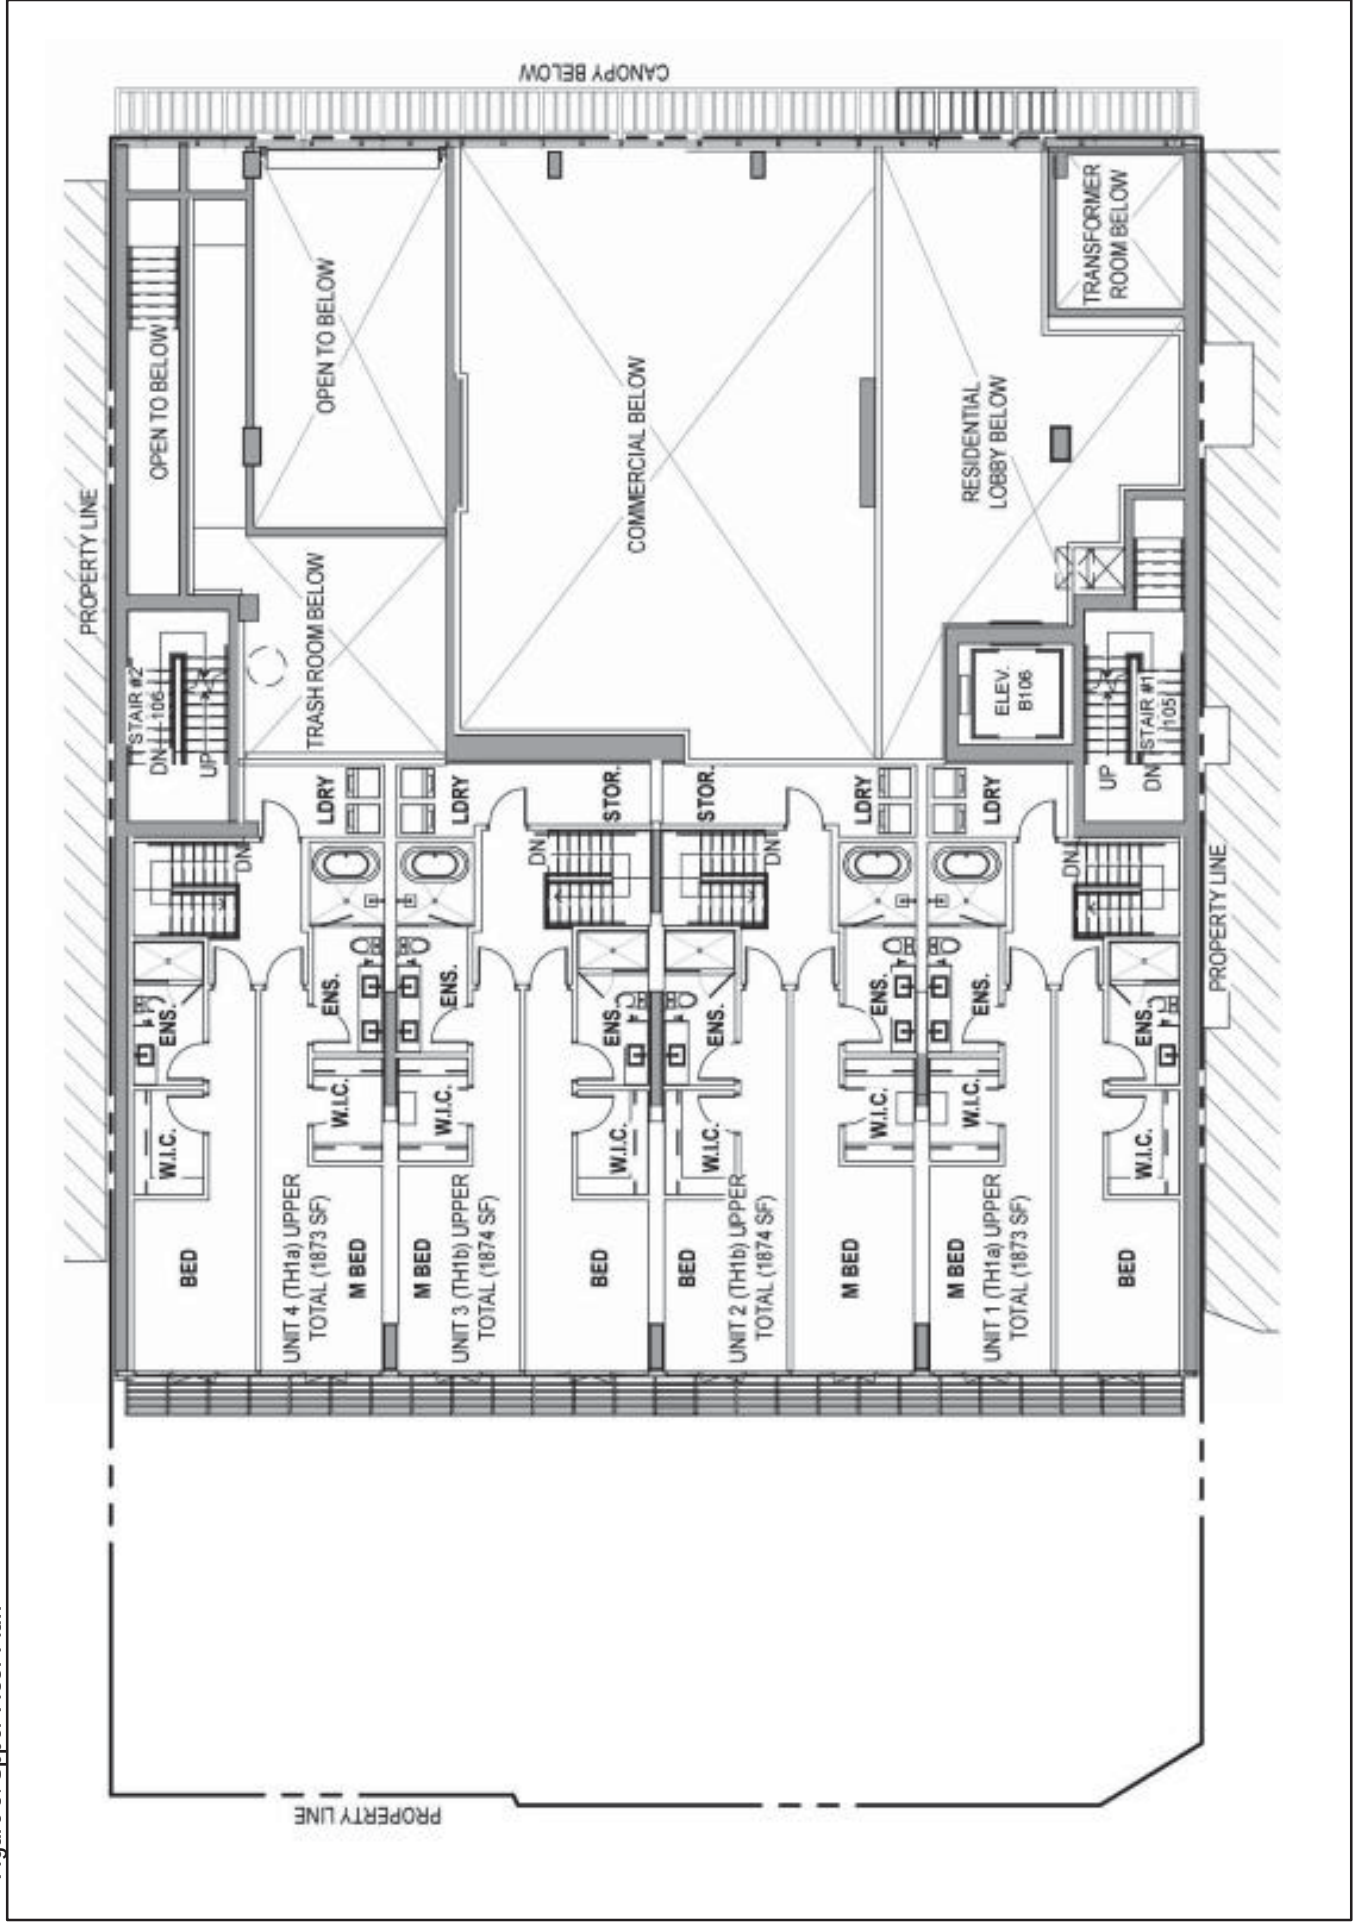 CANOPY BELOW
PROPERTY LINE
OPEN TO BELOW
OPEN TO BELOW
COMMERCIAL BELOW
RESIDENTIAL
LOBBY BELOW
TRANSFORMER
ROOM BELOW
STAIR #2
106
DN
UP
TRASH ROOM BELOW
ELEV.
B106
STAIR #1
105
UP
DN
LDRY
LDRY
STOR.
STOR.
LDRY
LDRY
DN
DN
DN
DN
PROPERTY LINE
ENS.
ENS.
ENS.
ENS.
ENS.
ENS.
ENS.
ENS.
W.I.C.
W.I.C.
W.I.C.
W.I.C.
W.I.C.
W.I.C.
W.I.C.
W.I.C.
BED
UNIT 4 (TH1a) UPPER
TOTAL (1873 SF)
M BED
M BED
UNIT 3 (TH1b) UPPER
TOTAL (1874 SF)
BED
BED
UNIT 2 (TH1b) UPPER
TOTAL (1874 SF)
M BED
M BED
UNIT 1 (TH1a) UPPER
TOTAL (1873 SF)
BED
PROPERTY LINE